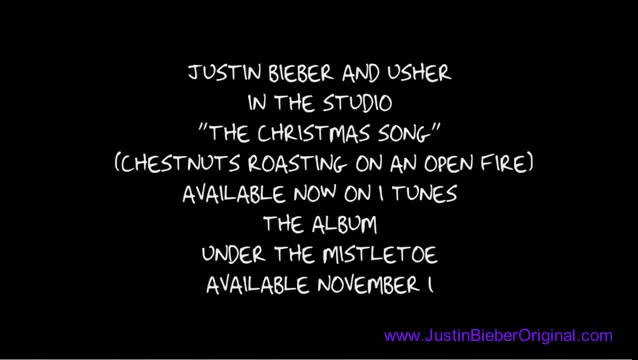 JUSTIN BIEBER AND USHER
IN THE STUDIO
"THE CHRISTMAS SONG"
(CHESTNUTS ROASTING ON AN OPEN FIRE)
AVAILABLE NOW ON I TUNES
THE ALBUM
UNDER THE MISTLETOE
AVAILABLE NOVEMBER 1
www.JustinBieberOriginal.com